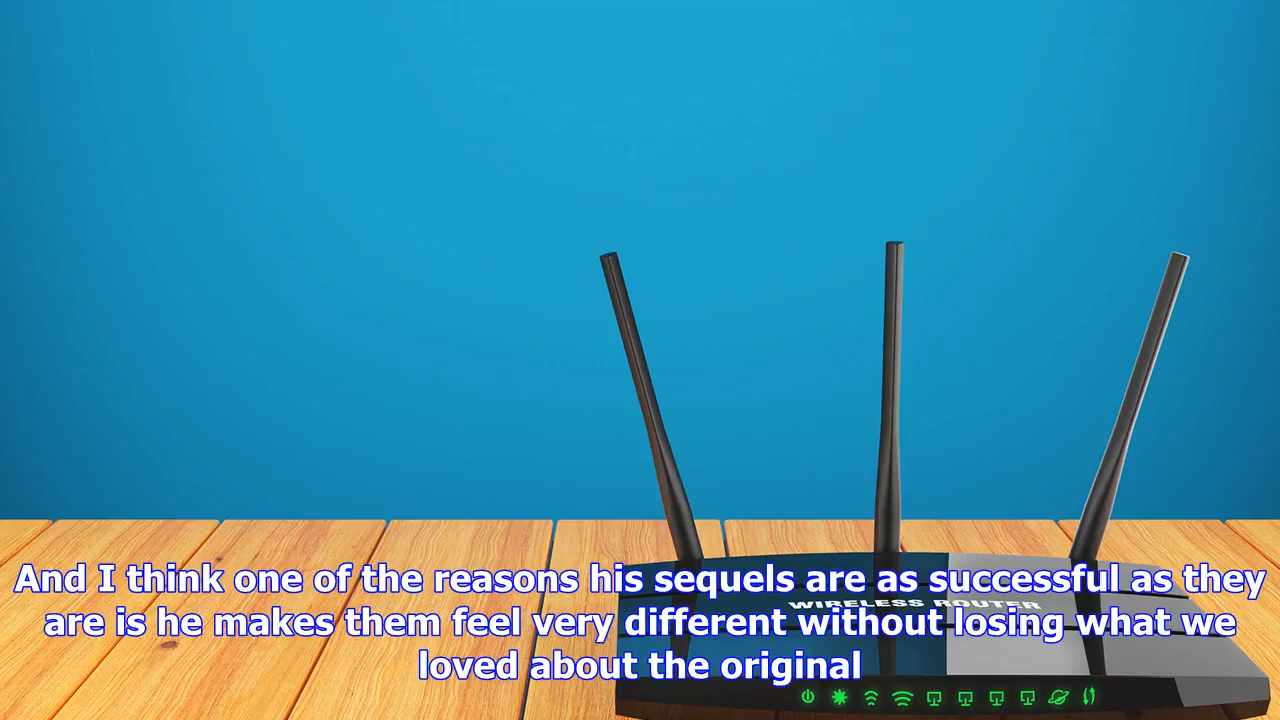 And I think one of the reasons his sequels are as successful as they
are is he makes them feel very different without losing what we
loved about the original
WIRELESS ROUTER